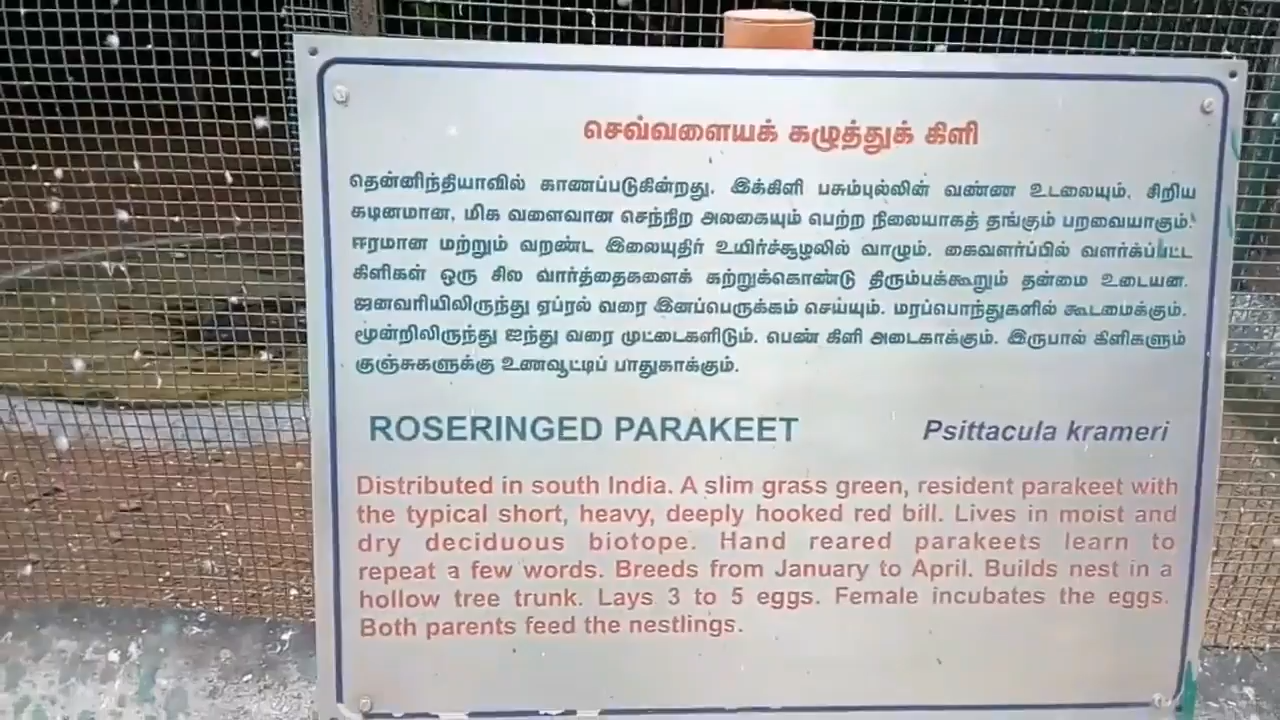 செவ்வளையக் கழுத்துக் கிளி
தென்னிந்தியாவில் காணப்படுகின்றது. இக்கிளி பசும்புல்லின் வண்ண உடலையும், சிறிய
கடினமான, மிக வளைவான செந்நிற அலகையும் பெற்ற நிலையாகத் தங்கும் பறவையாகும்.
ஈரமான மற்றும் வறண்ட இலையுதிர் உயிர்ச்சூழலில் வாழும். கைவளர்ப்பில் வளர்க்கப்பட்ட
கிளிகள் ஒரு சில வார்த்தைகளைக் கற்றுக்கொண்டு திரும்பக்கூறும் தன்மை உடையன.
ஜனவரியிலிருந்து ஏப்ரல் வரை இனப்பெருக்கம் செய்யும். மரப்பொந்துகளில் கூடமைக்கும்.
மூன்றிலிருந்து ஐந்து வரை முட்டைகளிடும். பெண் கிளி அடைகாக்கும். இருபால் கிளிகளும்
குஞ்சுகளுக்கு உணவூட்டிப் பாதுகாக்கும்.
ROSERINGED PARAKEET Psittacula krameri
Distributed in south India. A slim grass green, resident parakeet with
the typical short, heavy, deeply hooked red bill. Lives in moist and
dry deciduous biotope. Hand reared parakeets learn to
repeat a few words. Breeds from January to April. Builds nest in a
hollow tree trunk. Lays 3 to 5 eggs. Female incubates the eggs.
Both parents feed the nestlings.